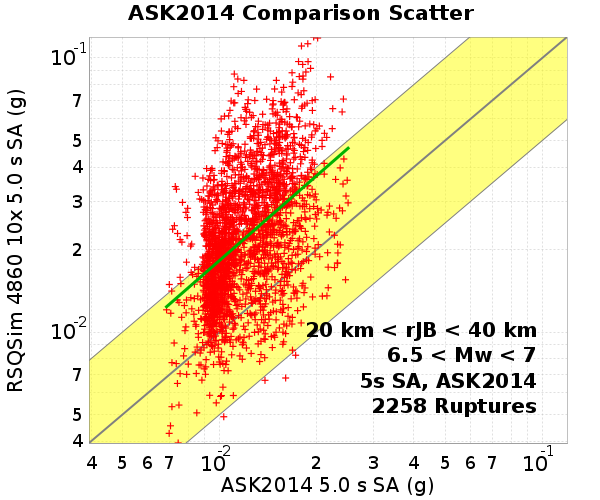 ASK2014 Comparison Scatter
RSQSim 4860 10x 5.0 s SA (g)
10⁻¹
7
5
4
3
2
10⁻²
7
5
4
20 km < rJB < 40 km
6.5 < Mw < 7
5s SA, ASK2014
2258 Ruptures
4 5 6 7 10⁻² 2 3 4 5 6 7 10⁻¹
ASK2014 5.0 s SA (g)